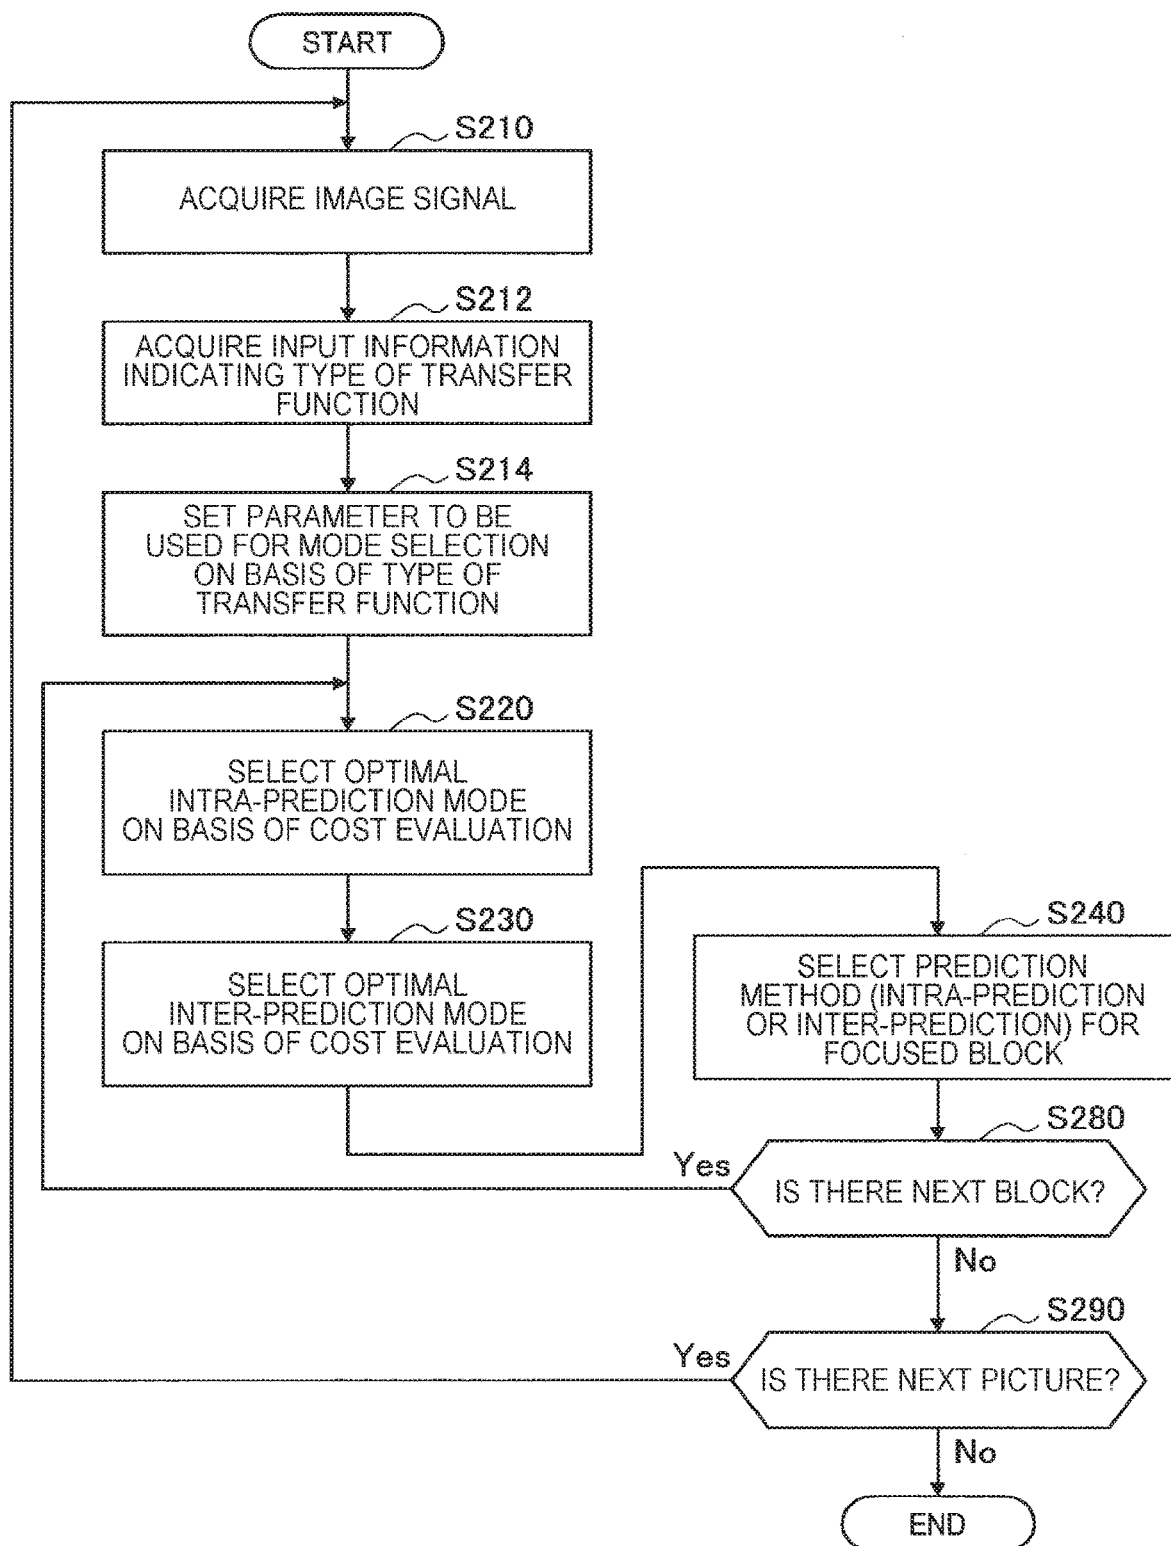 START
S210
ACQUIRE IMAGE SIGNAL
S212
ACQUIRE INPUT INFORMATION
INDICATING TYPE OF TRANSFER
FUNCTION
S214
SET PARAMETER TO BE
USED FOR MODE SELECTION
ON BASIS OF TYPE OF
TRANSFER FUNCTION
S220
SELECT OPTIMAL
INTRA-PREDICTION MODE
ON BASIS OF COST EVALUATION
S230
SELECT OPTIMAL
INTER-PREDICTION MODE
ON BASIS OF COST EVALUATION
S240
SELECT PREDICTION
METHOD (INTRA-PREDICTION
OR INTER-PREDICTION) FOR
FOCUSED BLOCK
S280
Yes
IS THERE NEXT BLOCK?
No
S290
Yes
IS THERE NEXT PICTURE?
No
END